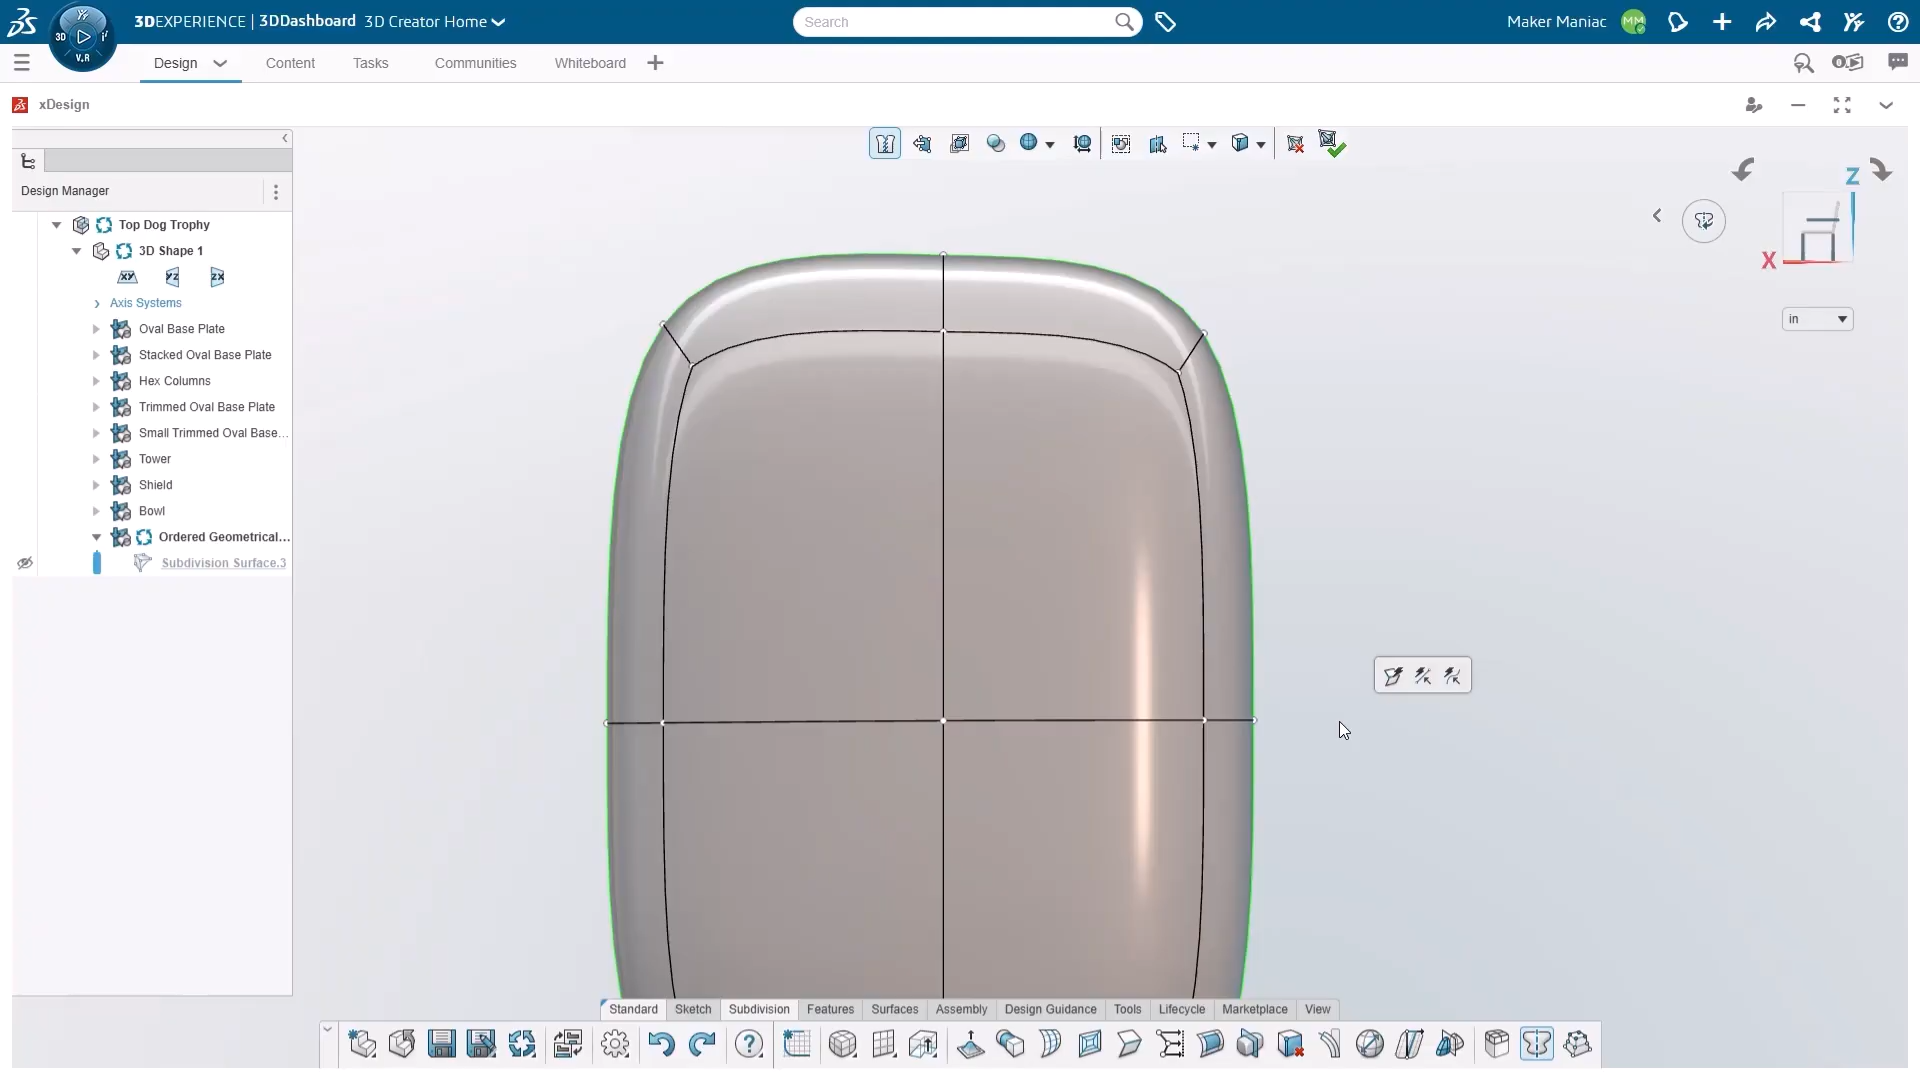 3DEXPERIENCE | 3DDashboard 3D Creator Home
Search
Maker Maniac
MM
3D
V.R
Design
Content
Tasks
Communities
Whiteboard
xDesign
Design Manager
Top Dog Trophy
3D Shape 1
XY YZ ZX
Axis Systems
Oval Base Plate
Stacked Oval Base Plate
Hex Columns
Trimmed Oval Base Plate
Small Trimmed Oval Base...
Tower
Shield
Bowl
Ordered Geometrical...
Subdivision Surface.3
Z
X
in
Standard
Sketch
Subdivision
Features
Surfaces
Assembly
Design Guidance
Tools
Lifecycle
Marketplace
View